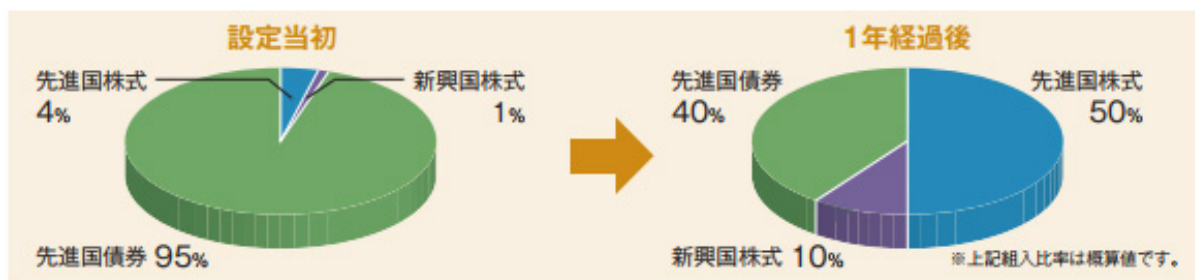 設定当初
先進国株式
4%
新興国株式
1%
先進国債券 95%
1年経過後
先進国債券
40%
先進国株式
50%
新興国株式 10%
※上記組入比率は概算値です。